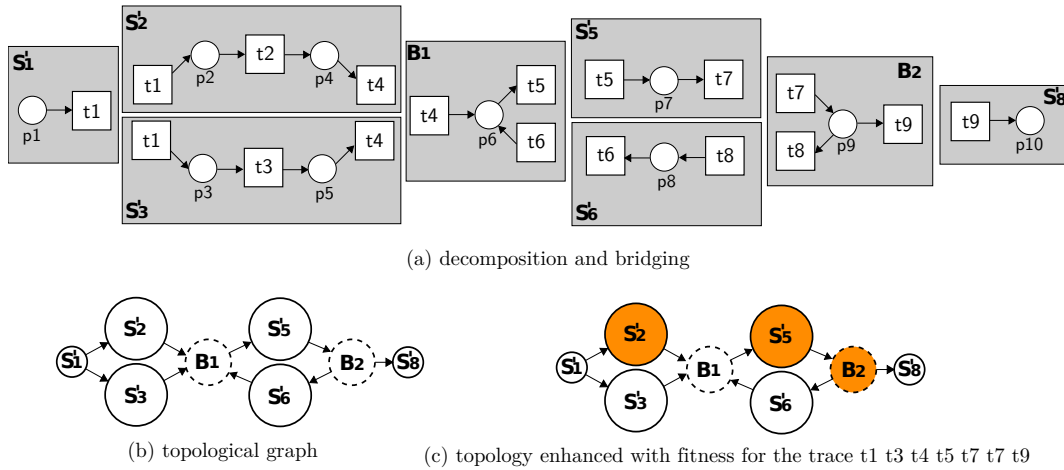 S'1
p1
t1
S'2
t1
p2
t2
p4
t4
S'3
t1
p3
t3
p5
t4
B1
t4
p6
t5
t6
S'5
t5
p7
t7
S'6
t6
p8
t8
B2
t7
t8
p9
t9
S'8
t9
p10
(a) decomposition and bridging
S'1
S'2
S'3
B1
S'5
S'6
B2
S'8
(b) topological graph
S'1
S'2
S'3
B1
S'5
S'6
B2
S'8
(c) topology enhanced with fitness for the trace t1 t3 t4 t5 t7 t7 t9